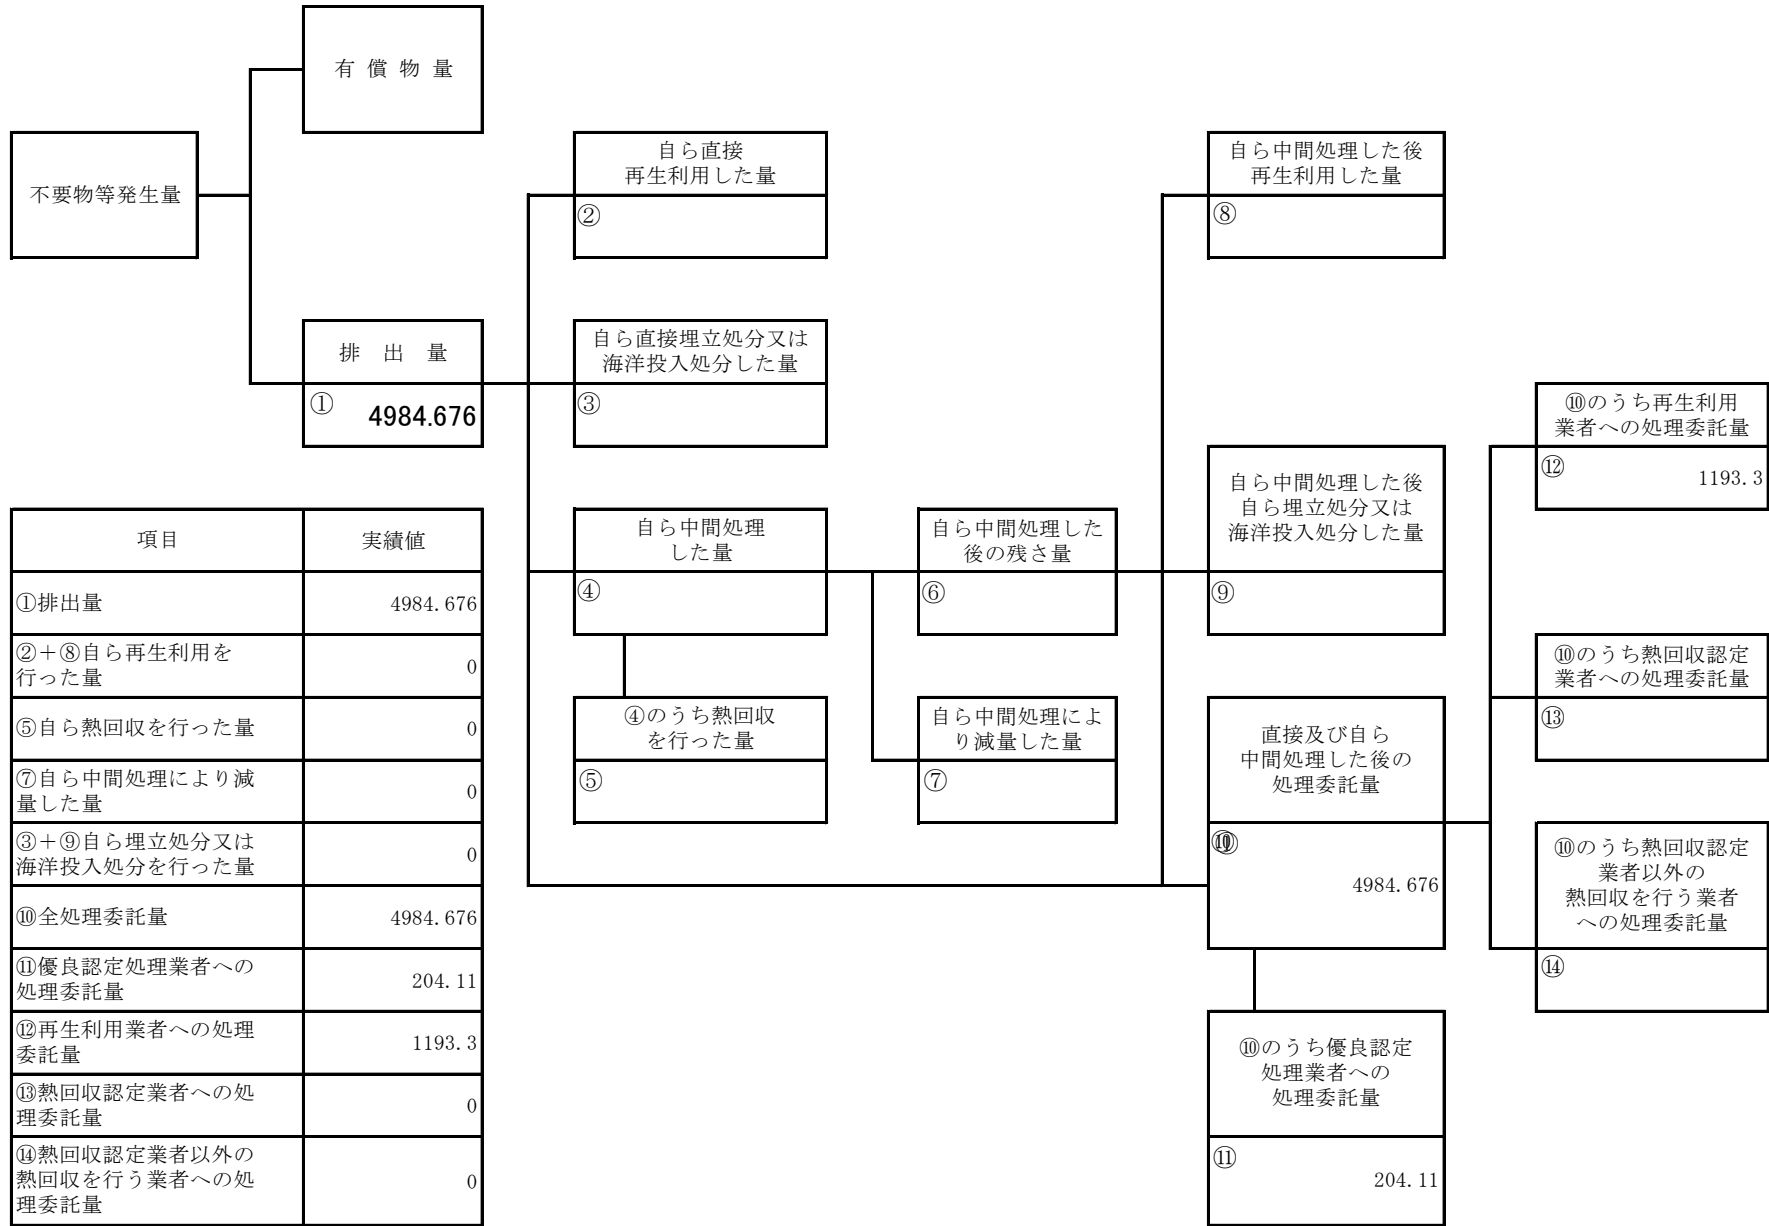 有 償 物 量
不要物等発生量
自ら直接
再生利用した量
②
自ら中間処理した後
再生利用した量
⑧
排 出 量
① 4984.676
自ら直接埋立処分又は
海洋投入処分した量
③
⑩のうち再生利用
業者への処理委託量
⑫ 1193.3
自ら中間処理した後
自ら埋立処分又は
海洋投入処分した量
⑨
自ら中間処理
した量
④
自ら中間処理した
後の残さ量
⑥
④のうち熱回収
を行った量
⑤
自ら中間処理によ
り減量した量
⑦
直接及び自ら
中間処理した後の
処理委託量
⑩
4984.676
⑩のうち熱回収認定
業者への処理委託量
⑬
⑩のうち熱回収認定
業者以外の
熱回収を行う業者
への処理委託量
⑭
⑩のうち優良認定
処理業者への
処理委託量
⑪
204.11
項目 実績値
①排出量 4984.676
②＋⑧自ら再生利用を
行った量 0
⑤自ら熱回収を行った量 0
⑦自ら中間処理により減
量した量 0
③＋⑨自ら埋立処分又は
海洋投入処分を行った量 0
⑩全処理委託量 4984.676
⑪優良認定処理業者への
処理委託量 204.11
⑫再生利用業者への処理
委託量 1193.3
⑬熱回収認定業者への処
理委託量 0
⑭熱回収認定業者以外の
熱回収を行う業者への処
理委託量 0